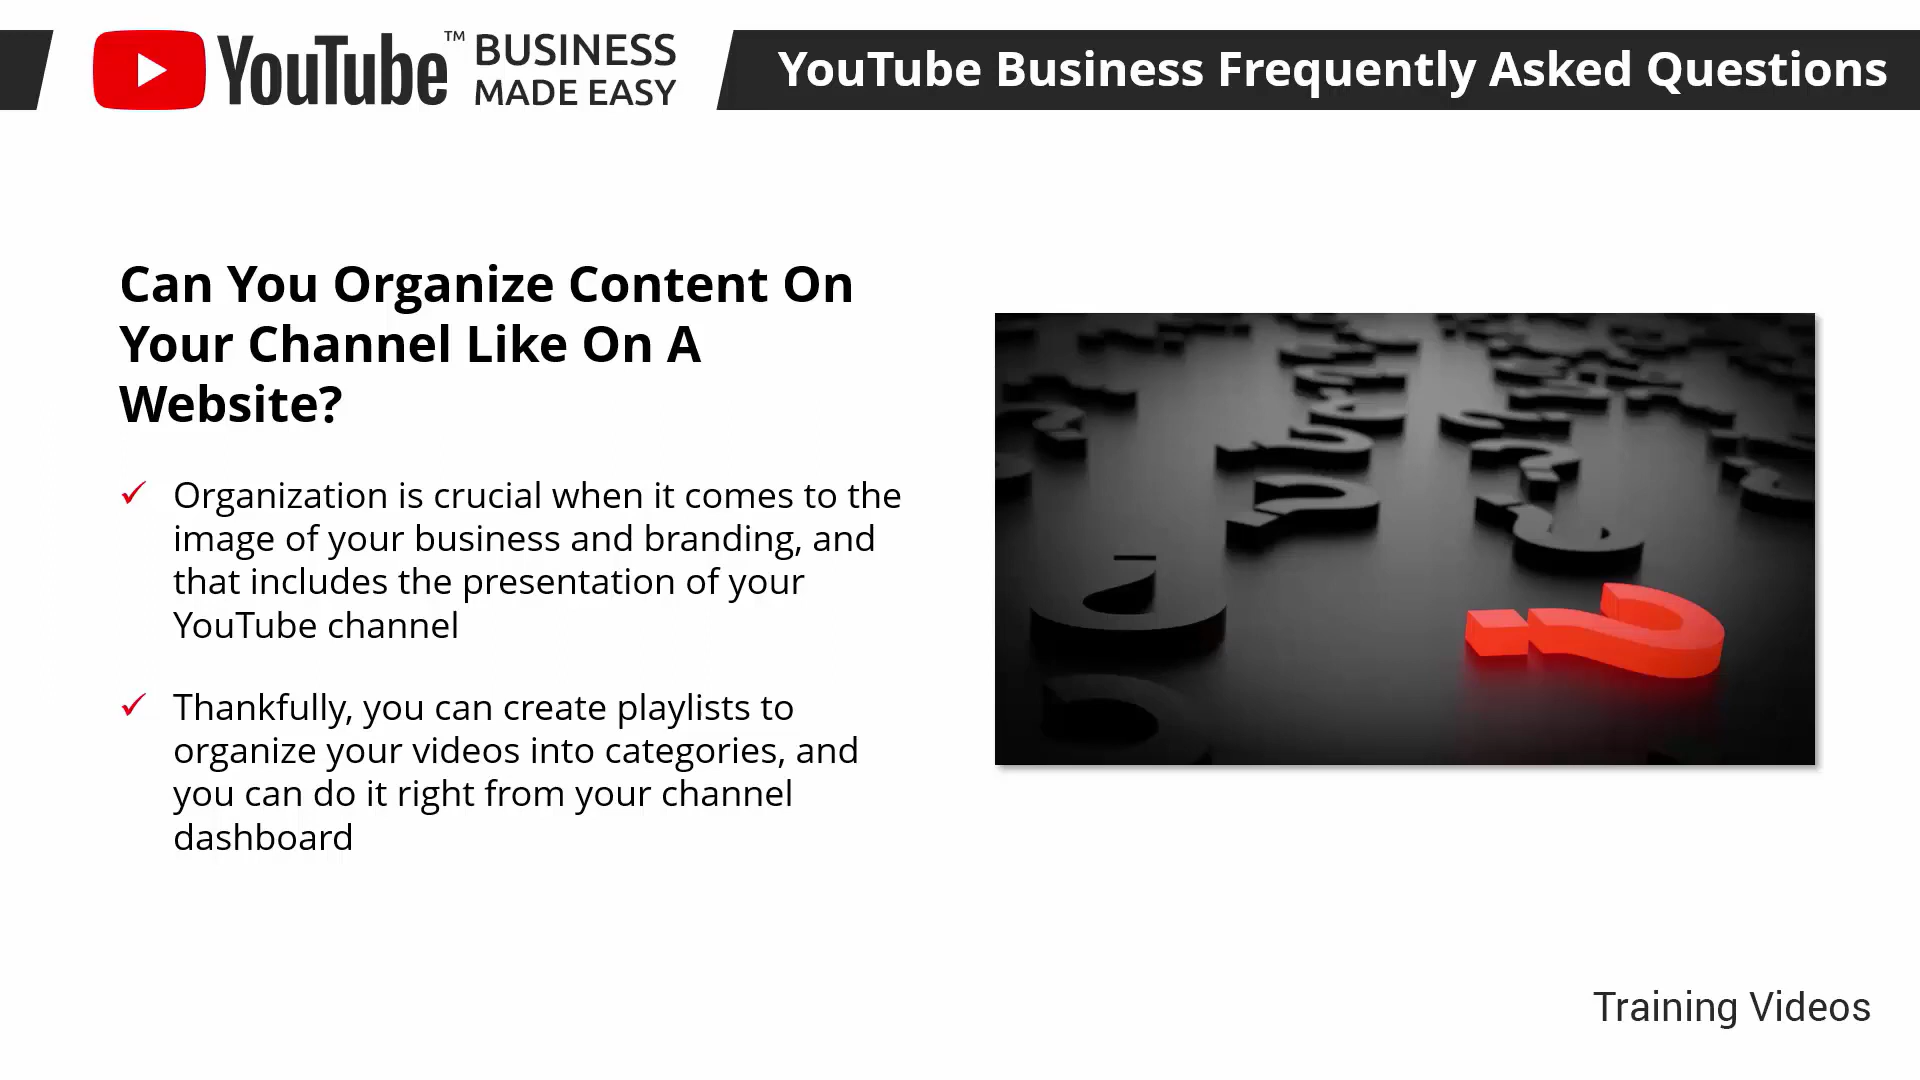 YouTube™ BUSINESS
MADE EASY
YouTube Business Frequently Asked Questions
Can You Organize Content On
Your Channel Like On A
Website?
✓ Organization is crucial when it comes to the
image of your business and branding, and
that includes the presentation of your
YouTube channel
✓ Thankfully, you can create playlists to
organize your videos into categories, and
you can do it right from your channel
dashboard
Training Videos